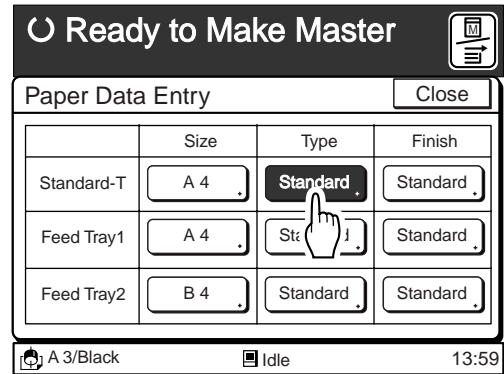 Ready to Make Master
M
Paper Data Entry Close
Size Type Finish
Standard-T A 4 Standard Standard
Feed Tray1 A 4 Standard
Feed Tray2 B 4 Standard Standard
A 3/Black Idle 13:59